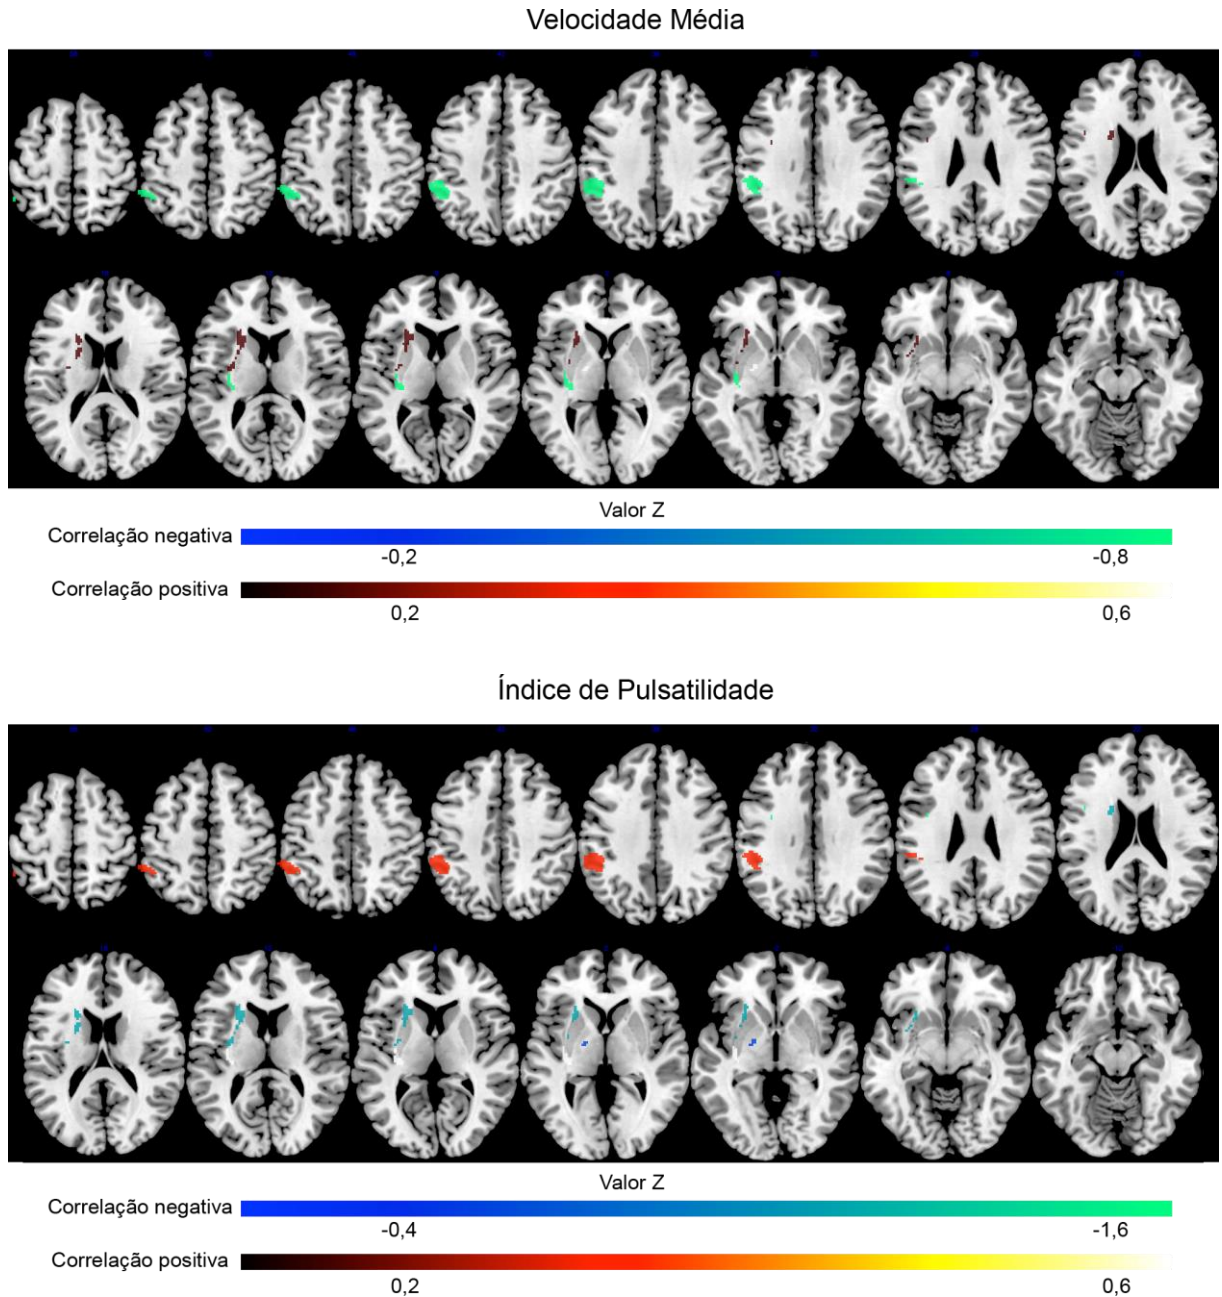 Velocidade Média
Valor Z
Correlação negativa
-0,2 -0,8
Correlação positiva
0,2 0,6
Índice de Pulsatilidade
Valor Z
Correlação negativa
-0,4 -1,6
Correlação positiva
0,2 0,6